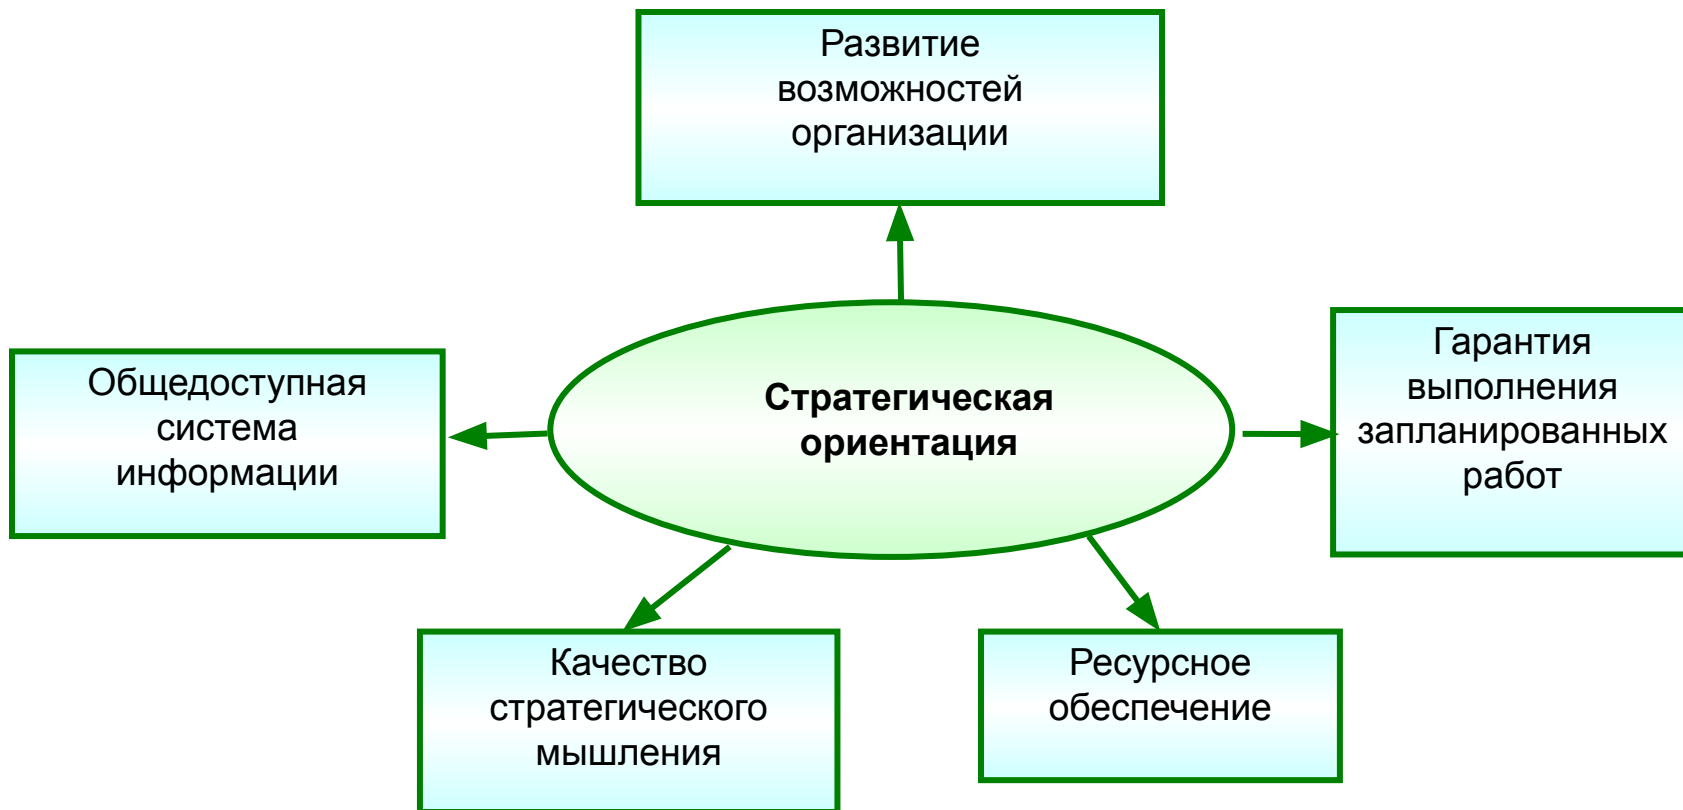 Развитие
возможностей
организации
Общедоступная
система
информации
Стратегическая
ориентация
Гарантия
выполнения
запланированных
работ
Качество
стратегического
мышления
Ресурсное
обеспечение